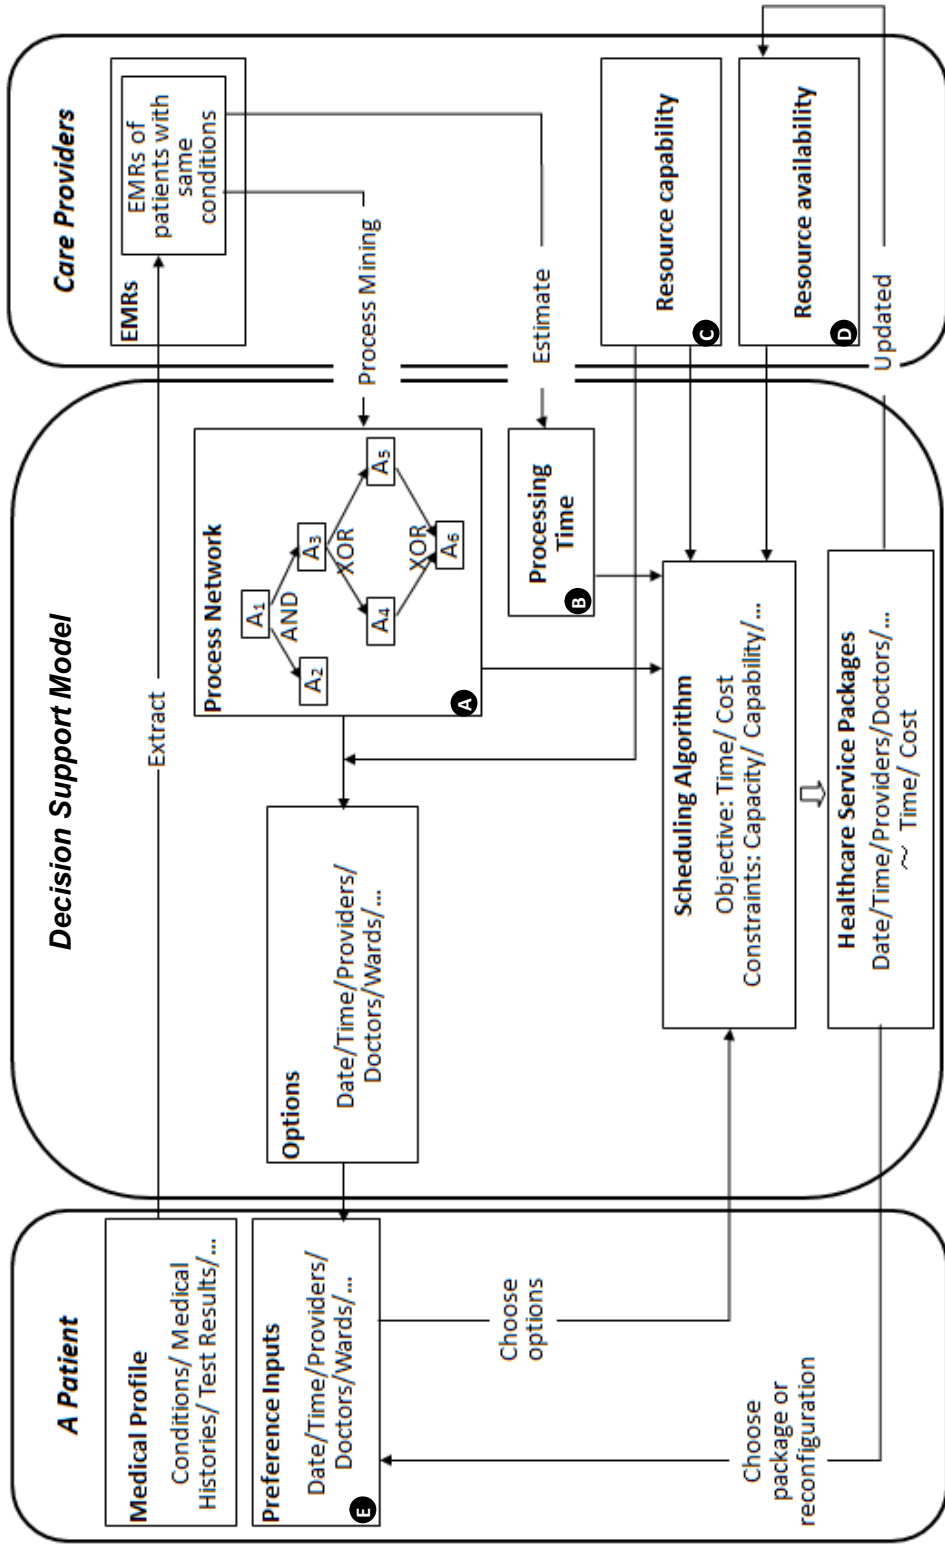 A Patient
Medical Profile
Conditions/ Medical
Histories/ Test Results/...
Preference Inputs
Date/Time/Providers/
Doctors/Wards/...
E
Choose
options
Choose
package or
reconfiguration
Decision Support Model
Extract
Options
Date/Time/Providers/
Doctors/Wards/...
Process Network
A1
AND
A2
A3
XOR
A4
A5
XOR
A6
A
Processing
Time
B
Scheduling Algorithm
Objective: Time/ Cost
Constraints: Capacity/ Capability/...
Healthcare Service Packages
Date/Time/Providers/Doctors/...
~ Time/ Cost
Care Providers
EMRs
EMRs of
patients with
same
conditions
Process Mining
Estimate
Resource capability
C
Resource availability
D
Updated